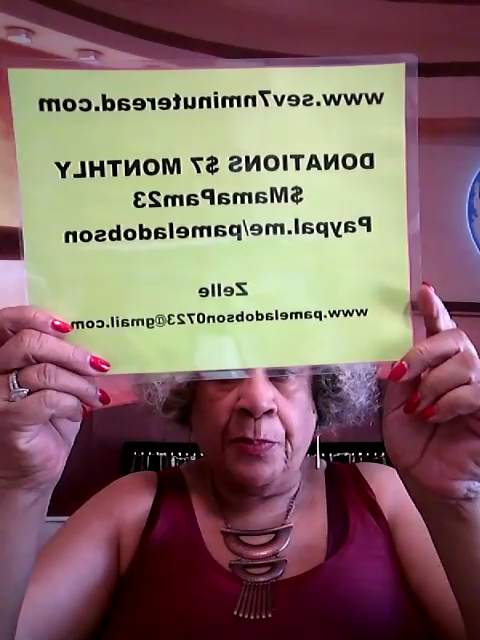 www.sev7nminuteread.com
DONATIONS $7 MONTHLY
$MamaPam23
Paypal.me/pameladobson
Zelle
www.pameladobson0723@gmail.com